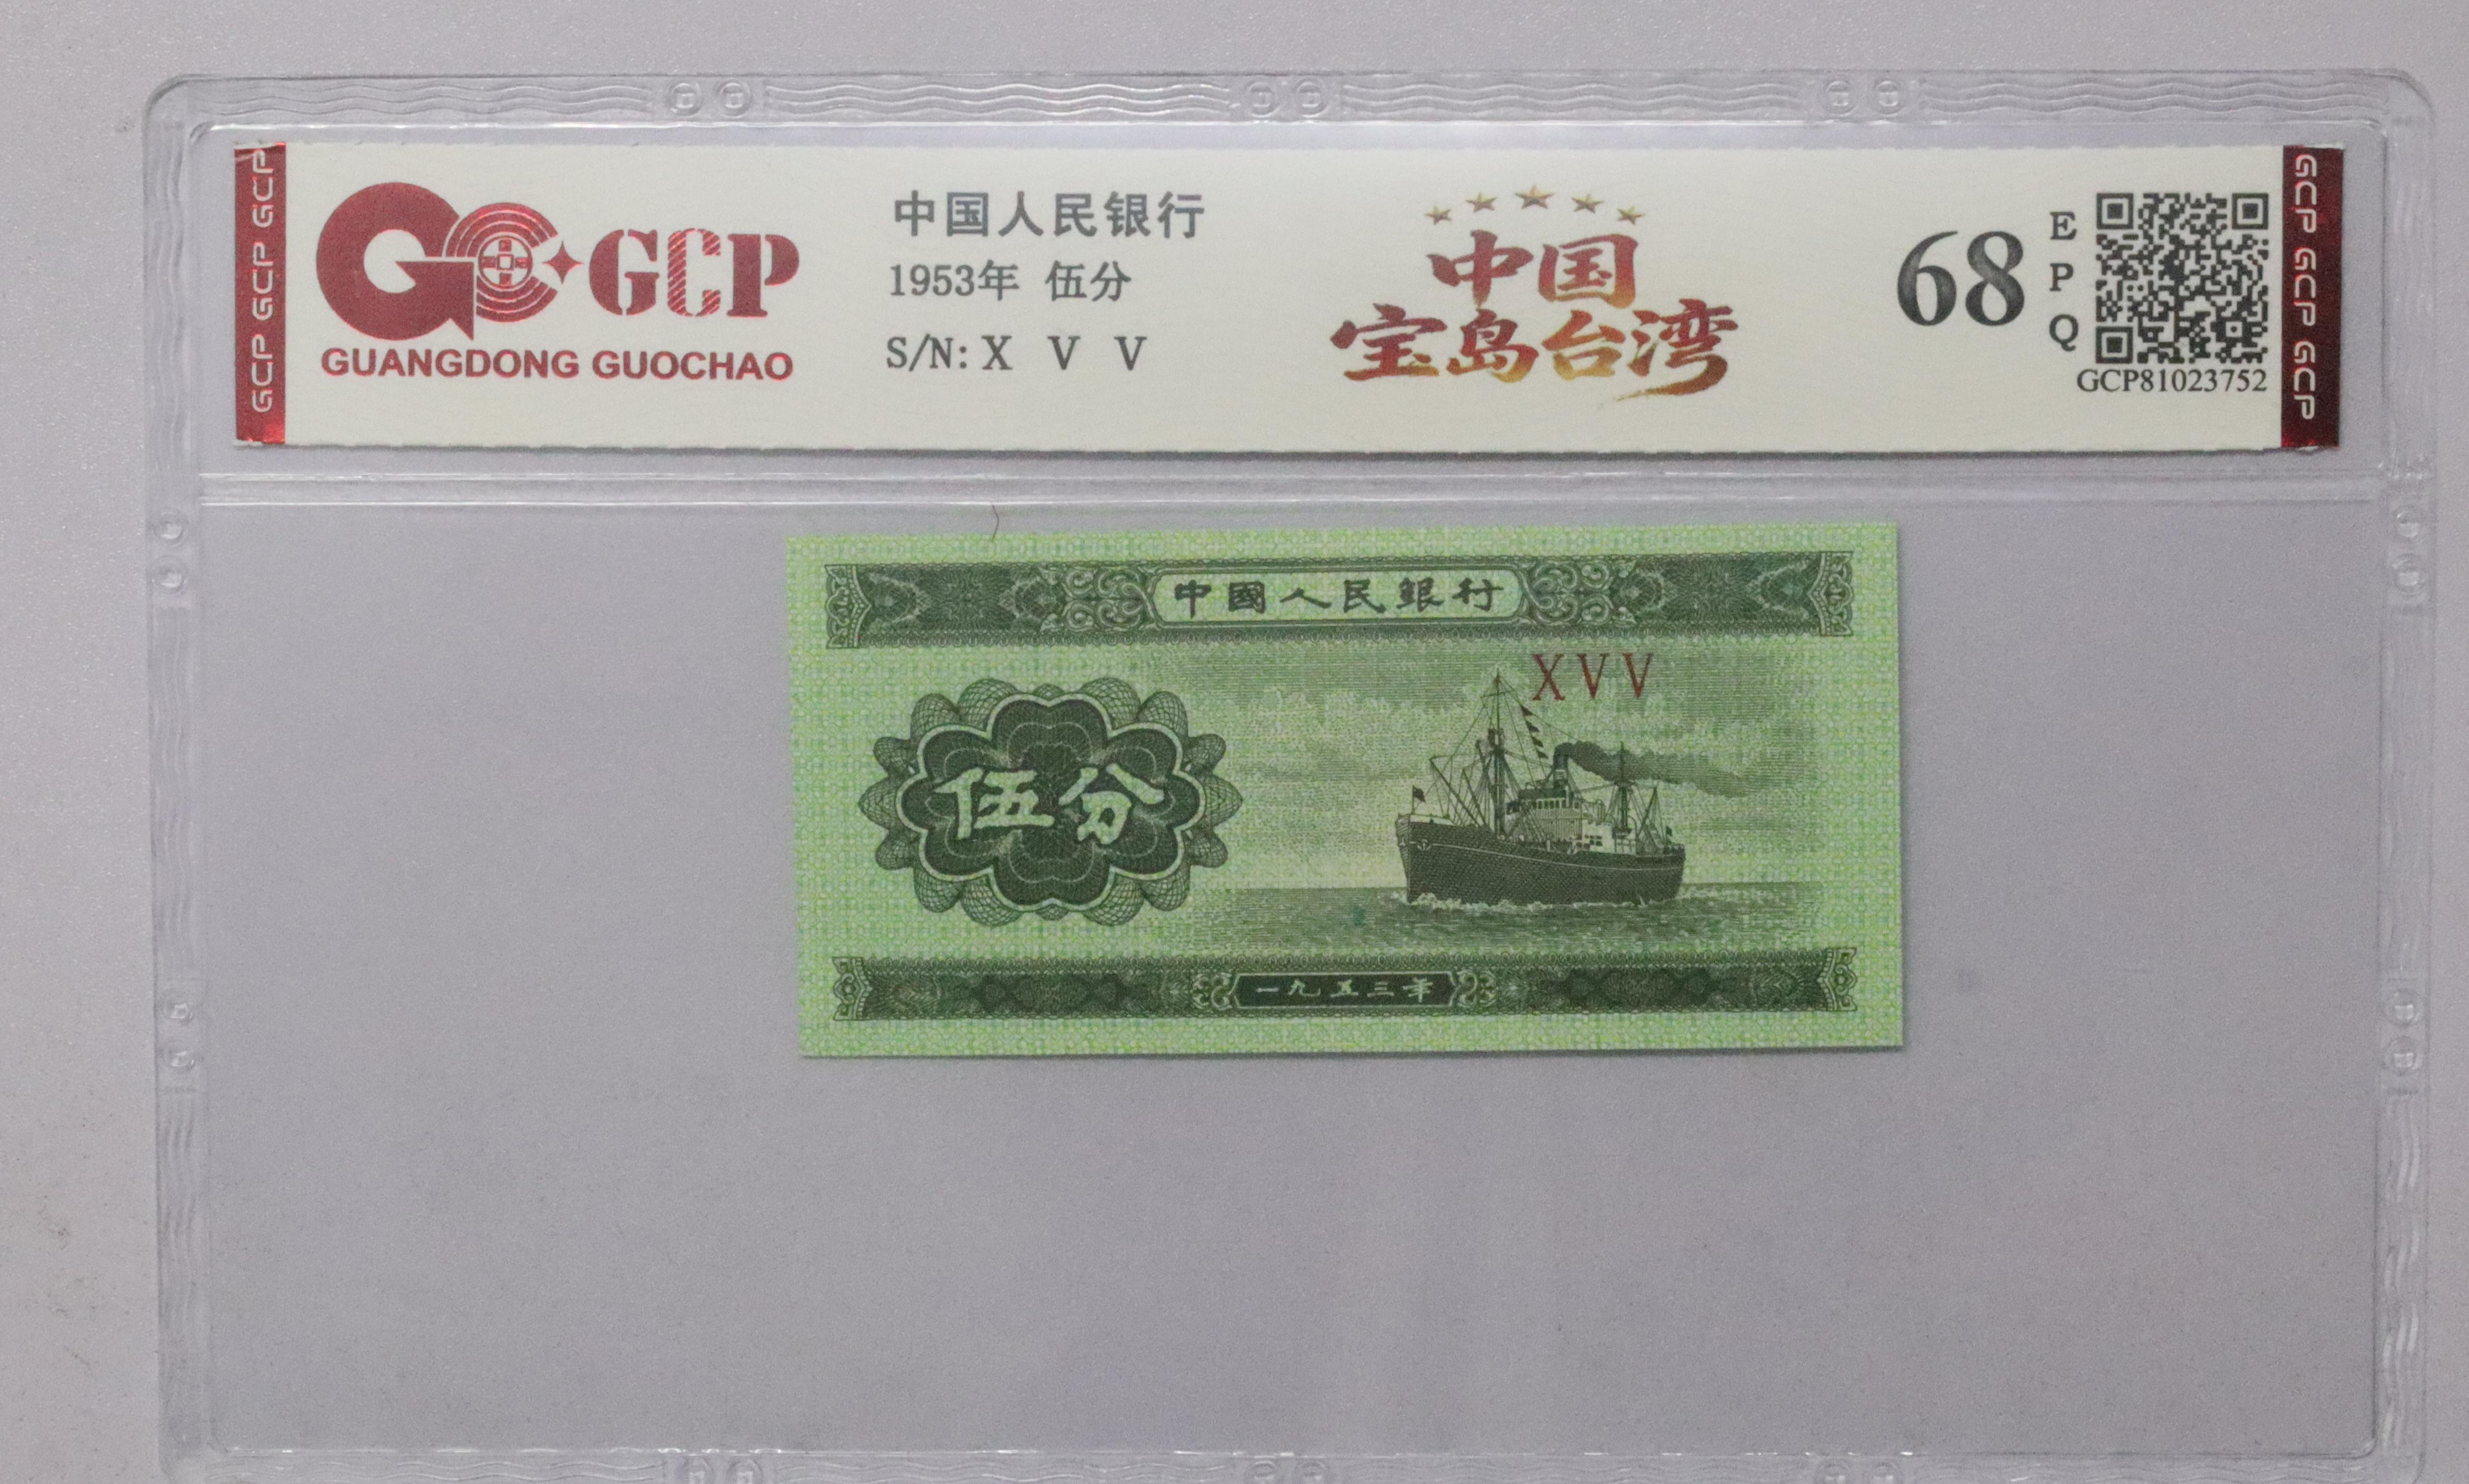 GCP GCP GCP
GCP
GUANGDONG GUOCHAO
中国人民银行
1953年 伍分
S/N: X V V
中国
宝岛台湾
68
E
P
Q
GCP81023752
GCP GCP GCP
中國人民銀行
XVV
伍分
一九五三年